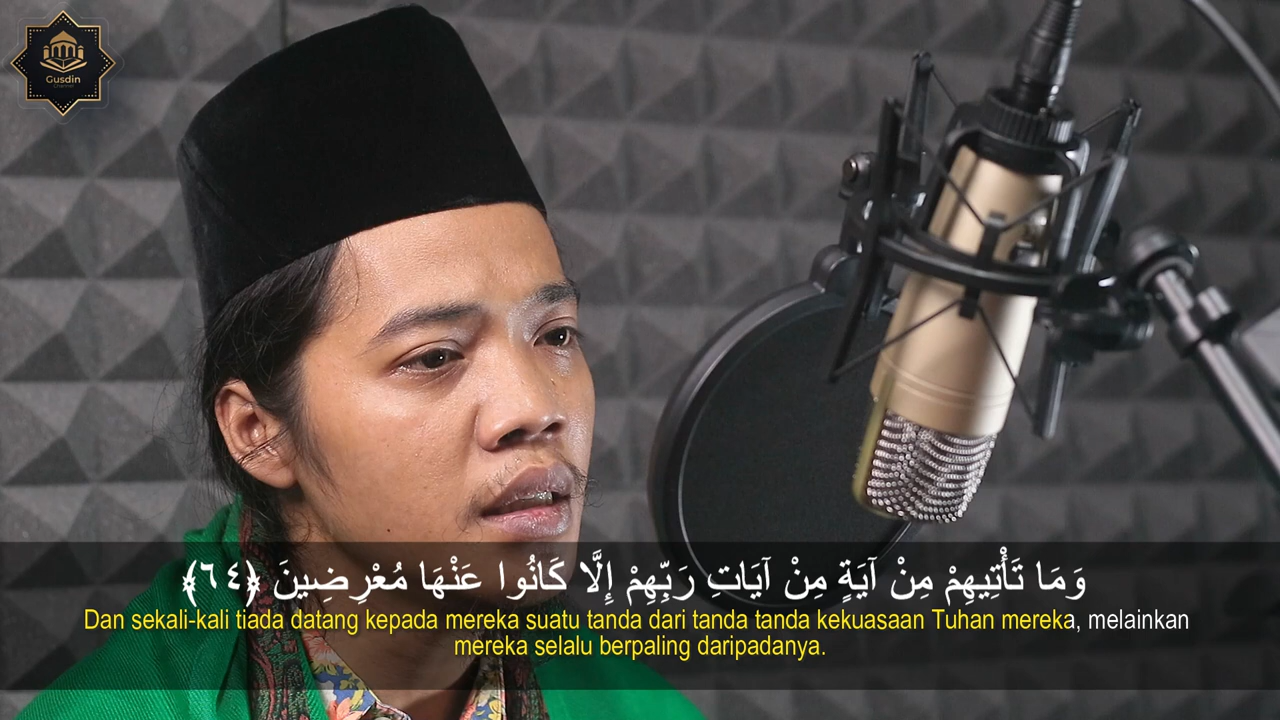 Gusdin
Channel
وَمَا تَأْتِيهِمْ مِنْ آيَةٍ مِنْ آيَاتِ رَبِّهِمْ إِلَّا كَانُوا عَنْهَا مُعْرِضِينَ ﴿٦٤﴾
Dan sekali-kali tiada datang kepada mereka suatu tanda dari tanda tanda kekuasaan Tuhan mereka, melainkan
mereka selalu berpaling daripadanya.